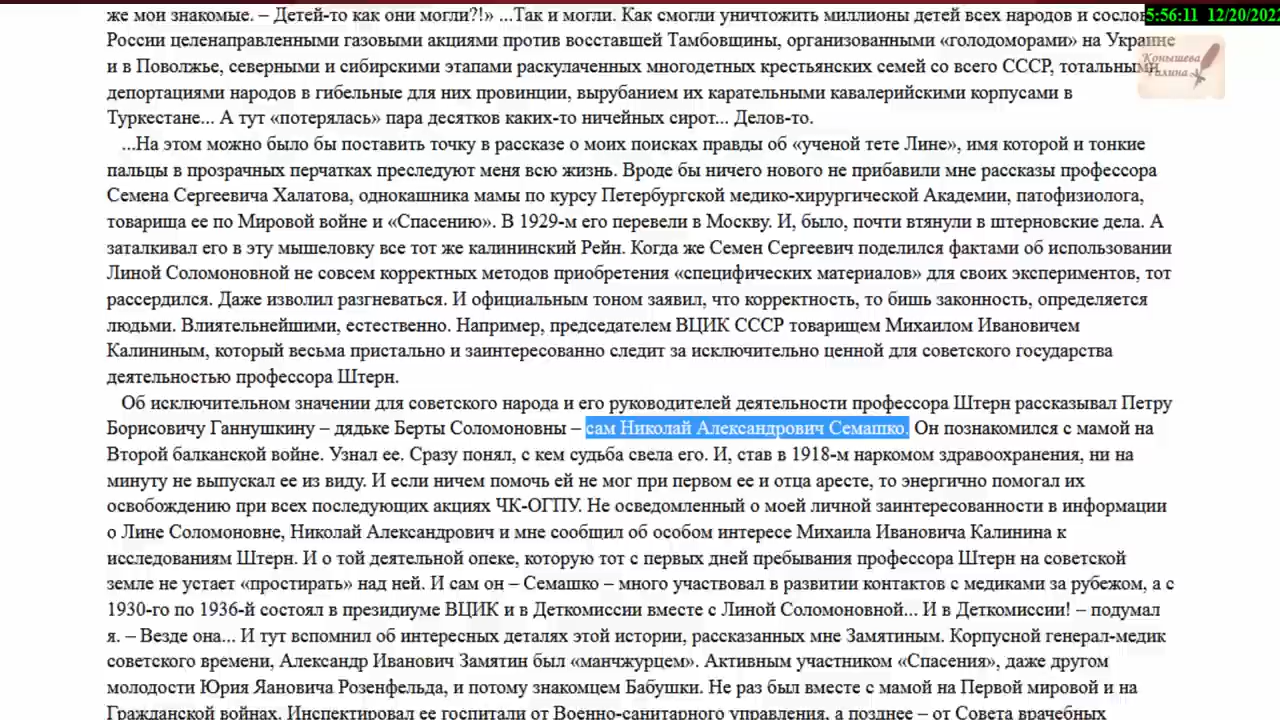 же мои знакомые. – Детей-то как они могли?!» ...Так и могли. Как смогли уничтожить миллионы детей всех народов и сослов
5:56:11 12/20/202
России целенаправленными газовыми акциями против восставшей Тамбовщины, организованными «голодоморами» на Украине
и в Поволжье, северными и сибирскими этапами раскулаченных многодетных крестьянских семей со всего СССР, тотальными
Конышева
Галина
депортациями народов в гибельные для них провинции, вырубанием их карательными кавалерийскими корпусами в
Туркестане... А тут «потерялась» пара десятков каких-то ничейных сирот... Делов-то.
...На этом можно было бы поставить точку в рассказе о моих поисках правды об «ученой тете Лине», имя которой и тонкие
пальцы в прозрачных перчатках преследуют меня всю жизнь. Вроде бы ничего нового не прибавили мне рассказы профессора
Семена Сергеевича Халатова, однокашника мамы по курсу Петербургской медико-хирургической Академии, патофизиолога,
товарища ее по Мировой войне и «Спасению». В 1929-м его перевели в Москву. И, было, почти втянули в штерновские дела. А
заталкивал его в эту мышеловку все тот же калининский Рейн. Когда же Семен Сергеевич поделился фактами об использовании
Линой Соломоновной не совсем корректных методов приобретения «специфических материалов» для своих экспериментов, тот
рассердился. Даже изволил разгневаться. И официальным тоном заявил, что корректность, то бишь законность, определяется
людьми. Влиятельнейшими, естественно. Например, председателем ВЦИК СССР товарищем Михаилом Ивановичем
Калининым, который весьма пристально и заинтересованно следит за исключительно ценной для советского государства
деятельностью профессора Штерн.
Об исключительном значении для советского народа и его руководителей деятельности профессора Штерн рассказывал Петру
Борисовичу Ганнушкину – дядьке Берты Соломоновны – сам Николай Александрович Семашко. Он познакомился с мамой на
Второй балканской войне. Узнал ее. Сразу понял, с кем судьба свела его. И, став в 1918-м наркомом здравоохранения, ни на
минуту не выпускал ее из виду. И если ничем помочь ей не мог при первом ее и отца аресте, то энергично помогал их
освобождению при всех последующих акциях ЧК-ОГПУ. Не осведомленный о моей личной заинтересованности в информации
о Лине Соломоновне, Николай Александрович и мне сообщил об особом интересе Михаила Ивановича Калинина к
исследованиям Штерн. И о той деятельной опеке, которую тот с первых дней пребывания профессора Штерн на советской
земле не устает «простирать» над ней. И сам он – Семашко – много участвовал в развитии контактов с медиками за рубежом, а с
1930-го по 1936-й состоял в президиуме ВЦИК и в Деткомиссии вместе с Линой Соломоновной... И в Деткомиссии! – подумал
я. – Везде она... И тут вспомнил об интересных деталях этой истории, рассказанных мне Замятиным. Корпусной генерал-медик
советского времени, Александр Иванович Замятин был «манчжурцем». Активным участником «Спасения», даже другом
молодости Юрия Яановича Розенфельда, и потому знакомцем Бабушки. Не раз был вместе с мамой на Первой мировой и на
Гражданской войнах. Инспектировал ее госпитали от Военно-санитарного управления, а позднее – от Совета врачебных